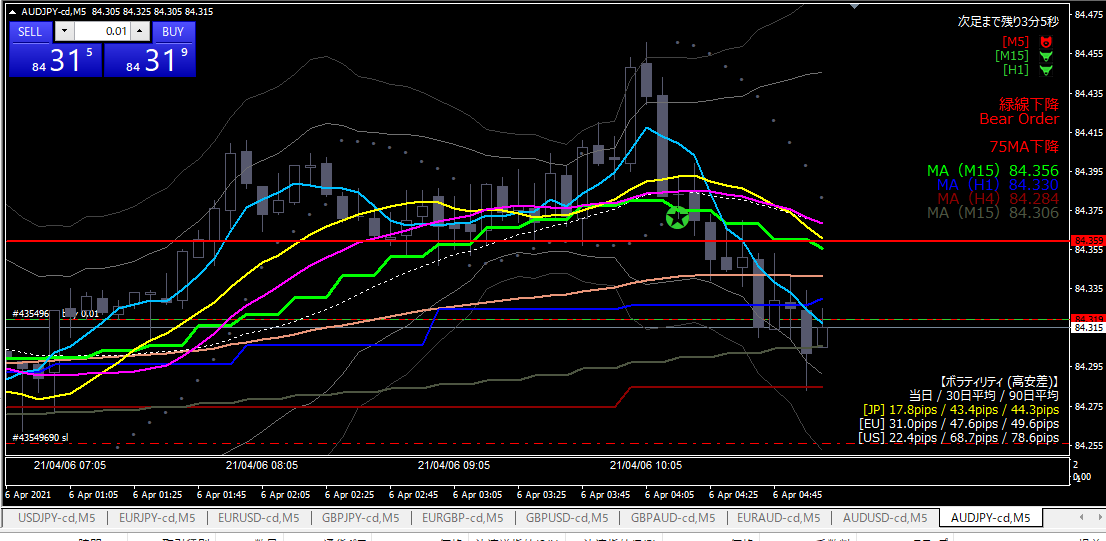 AUDJPY-cd,M5 84.305 84.325 84.305 84.315
SELL 0.01 BUY
84 31 5 84 31 9
次足まで残り3分5秒
[M5]
[M15]
[H1]
緑線下降
Bear Order
75MA下降
MA（M15）84.356
MA（H1）84.330
MA（H4）84.284
MA（M15）84.306
84.475
84.455
84.435
84.415
84.395
84.375
84.359
84.355
84.335
84.319
84.315
84.295
84.275
84.255
#4354969 buy 0.01
#43549690 sl
【ボラティリティ (高安差)】
当日 / 30日平均 / 90日平均
[JP] 17.8pips / 43.4pips / 44.3pips
[EU] 31.0pips / 47.6pips / 49.6pips
[US] 22.4pips / 68.7pips / 78.6pips
21/04/06 07:05 21/04/06 08:05 21/04/06 09:05 21/04/06 10:05
2
0.00
6 Apr 2021 6 Apr 01:05 6 Apr 01:25 6 Apr 01:45 6 Apr 02:05 6 Apr 02:25 6 Apr 02:45 6 Apr 03:05 6 Apr 03:25 6 Apr 03:45 6 Apr 04:05 6 Apr 04:25 6 Apr 04:45
USDJPY-cd,M5 EURJPY-cd,M5 EURUSD-cd,M5 GBPJPY-cd,M5 EURGBP-cd,M5 GBPUSD-cd,M5 GBPAUD-cd,M5 EURAUD-cd,M5 AUDUSD-cd,M5 AUDJPY-cd,M5